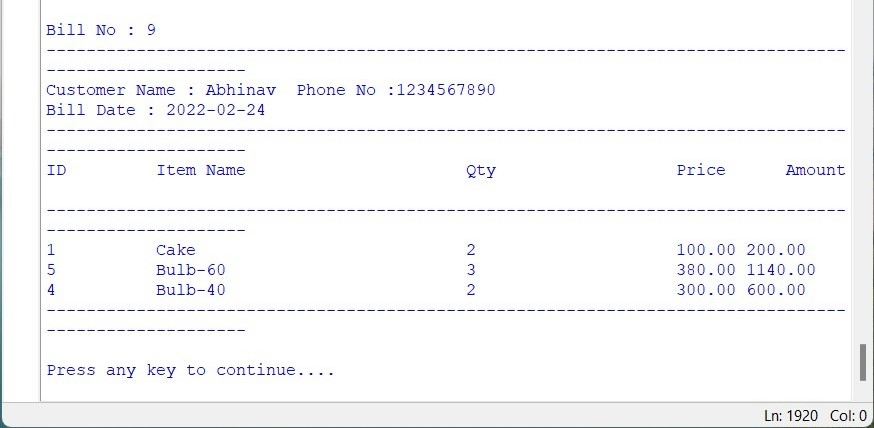 Bill No : 9
--------------------------------------------------------------------------------
--------------------
Customer Name : Abhinav  Phone No :1234567890
Bill Date : 2022-02-24
--------------------------------------------------------------------------------
--------------------
ID         Item Name                      Qty                  Price      Amount
--------------------------------------------------------------------------------
--------------------
1          Cake                           2                    100.00 200.00
5          Bulb-60                        3                    380.00 1140.00
4          Bulb-40                        2                    300.00 600.00
--------------------------------------------------------------------------------
--------------------
Press any key to continue....
Ln: 1920  Col: 0